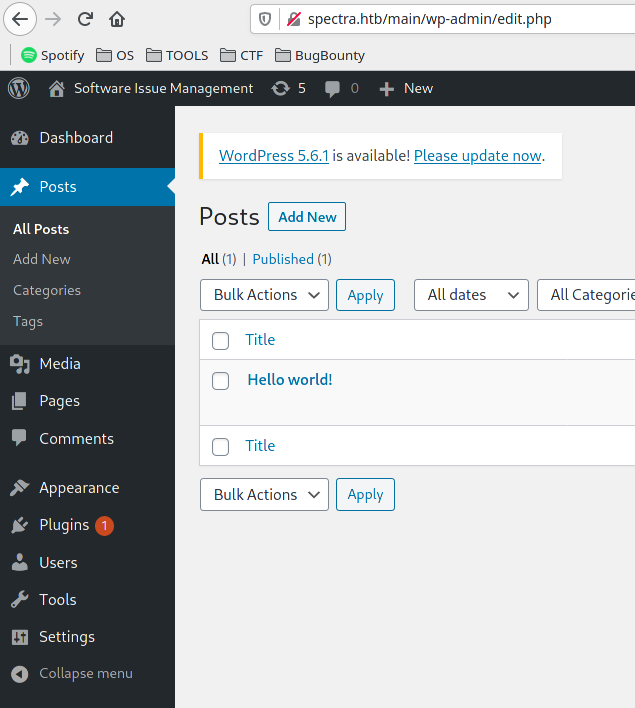 spectra.htb/main/wp-admin/edit.php
Spotify OS TOOLS CTF BugBounty
Software Issue Management 5 0 New
Dashboard
WordPress 5.6.1 is available! Please update now.
Posts
Posts Add New
All Posts
Add New
Categories
Tags
All (1) | Published (1)
Bulk Actions Apply All dates All Categorie
Title
Hello world!
Title
Bulk Actions Apply
Media
Pages
Comments
Appearance
Plugins 1
Users
Tools
Settings
Collapse menu